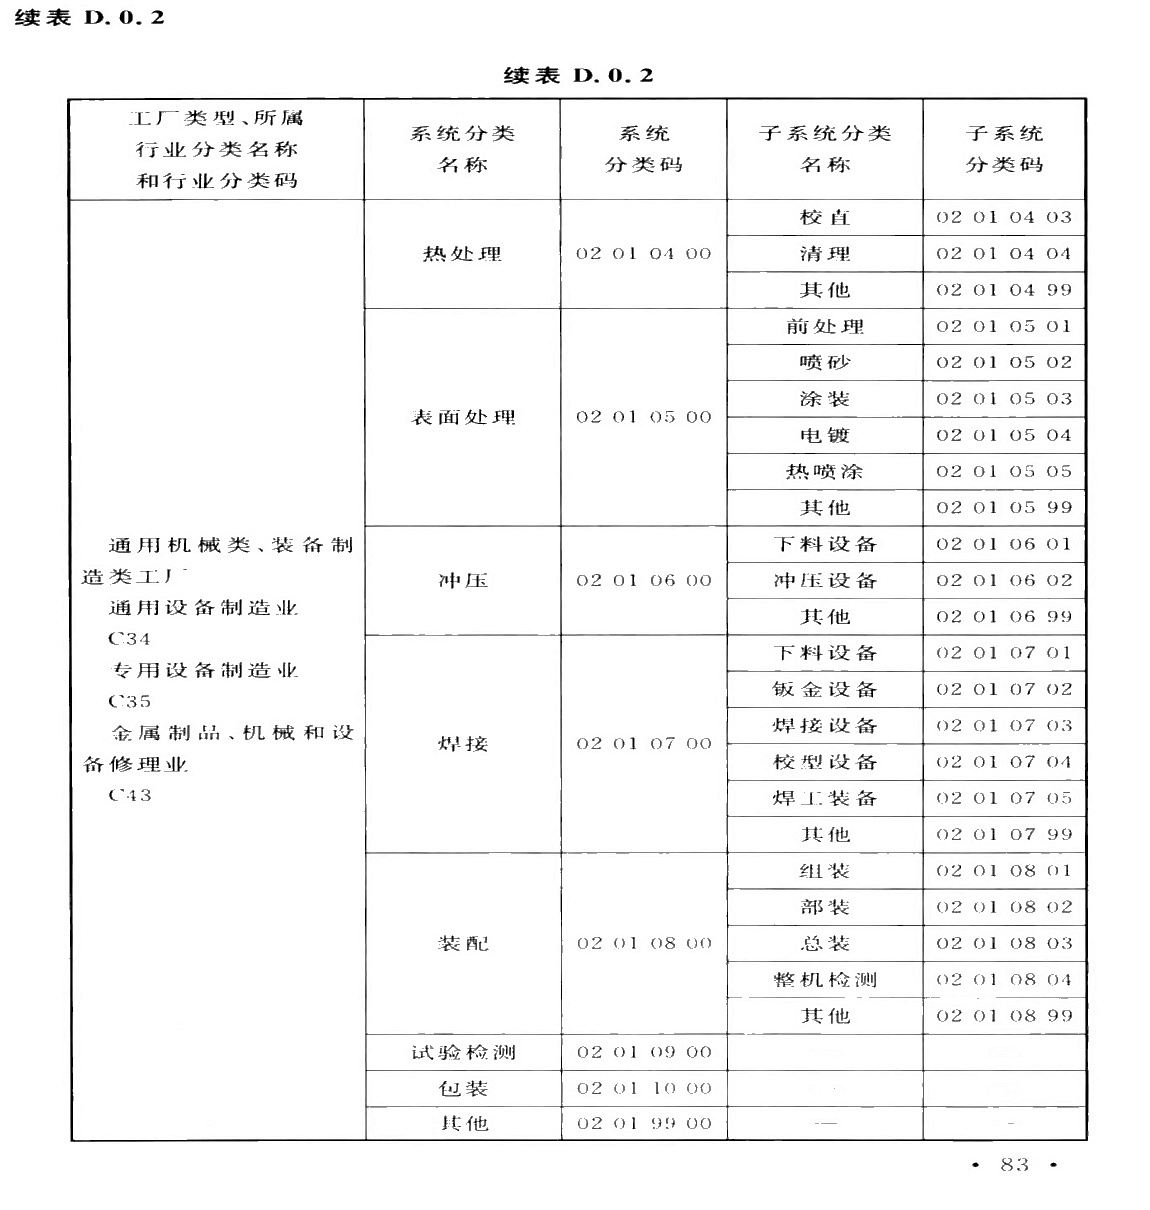 续表 D.0.2
续表 D.0.2
工厂类型、所属
行业分类名称
和行业分类码
系统分类
名称
系统
分类码
子系统分类
名称
子系统
分类码
通用机械类、装备制
造类工厂
通用设备制造业
C34
专用设备制造业
C35
金属制品、机械和设
备修理业
C43
热处理 02 01 04 00
校直 02 01 04 03
清理 02 01 04 04
其他 02 01 04 99
表面处理 02 01 05 00
前处理 02 01 05 01
喷砂 02 01 05 02
涂装 02 01 05 03
电镀 02 01 05 04
热喷涂 02 01 05 05
其他 02 01 05 99
冲压 02 01 06 00
下料设备 02 01 06 01
冲压设备 02 01 06 02
其他 02 01 06 99
焊接 02 01 07 00
下料设备 02 01 07 01
钣金设备 02 01 07 02
焊接设备 02 01 07 03
校型设备 02 01 07 04
焊工装备 02 01 07 05
其他 02 01 07 99
装配 02 01 08 00
组装 02 01 08 01
部装 02 01 08 02
总装 02 01 08 03
整机检测 02 01 08 04
其他 02 01 08 99
试验检测 02 01 09 00
包装 02 01 10 00
其他 02 01 99 00 — -
· 83 ·